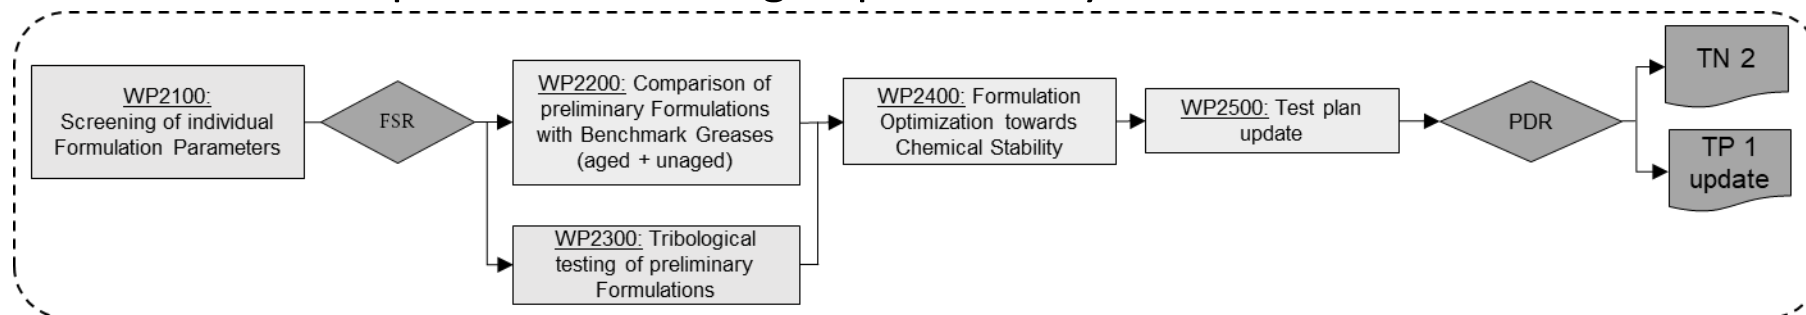 WP2100:
Screening of individual
Formulation Parameters
FSR
WP2200: Comparison of
preliminary Formulations
with Benchmark Greases
(aged + unaged)
WP2300: Tribological
testing of preliminary
Formulations
WP2400: Formulation
Optimization towards
Chemical Stability
WP2500: Test plan
update
PDR
TN 2
TP 1
update